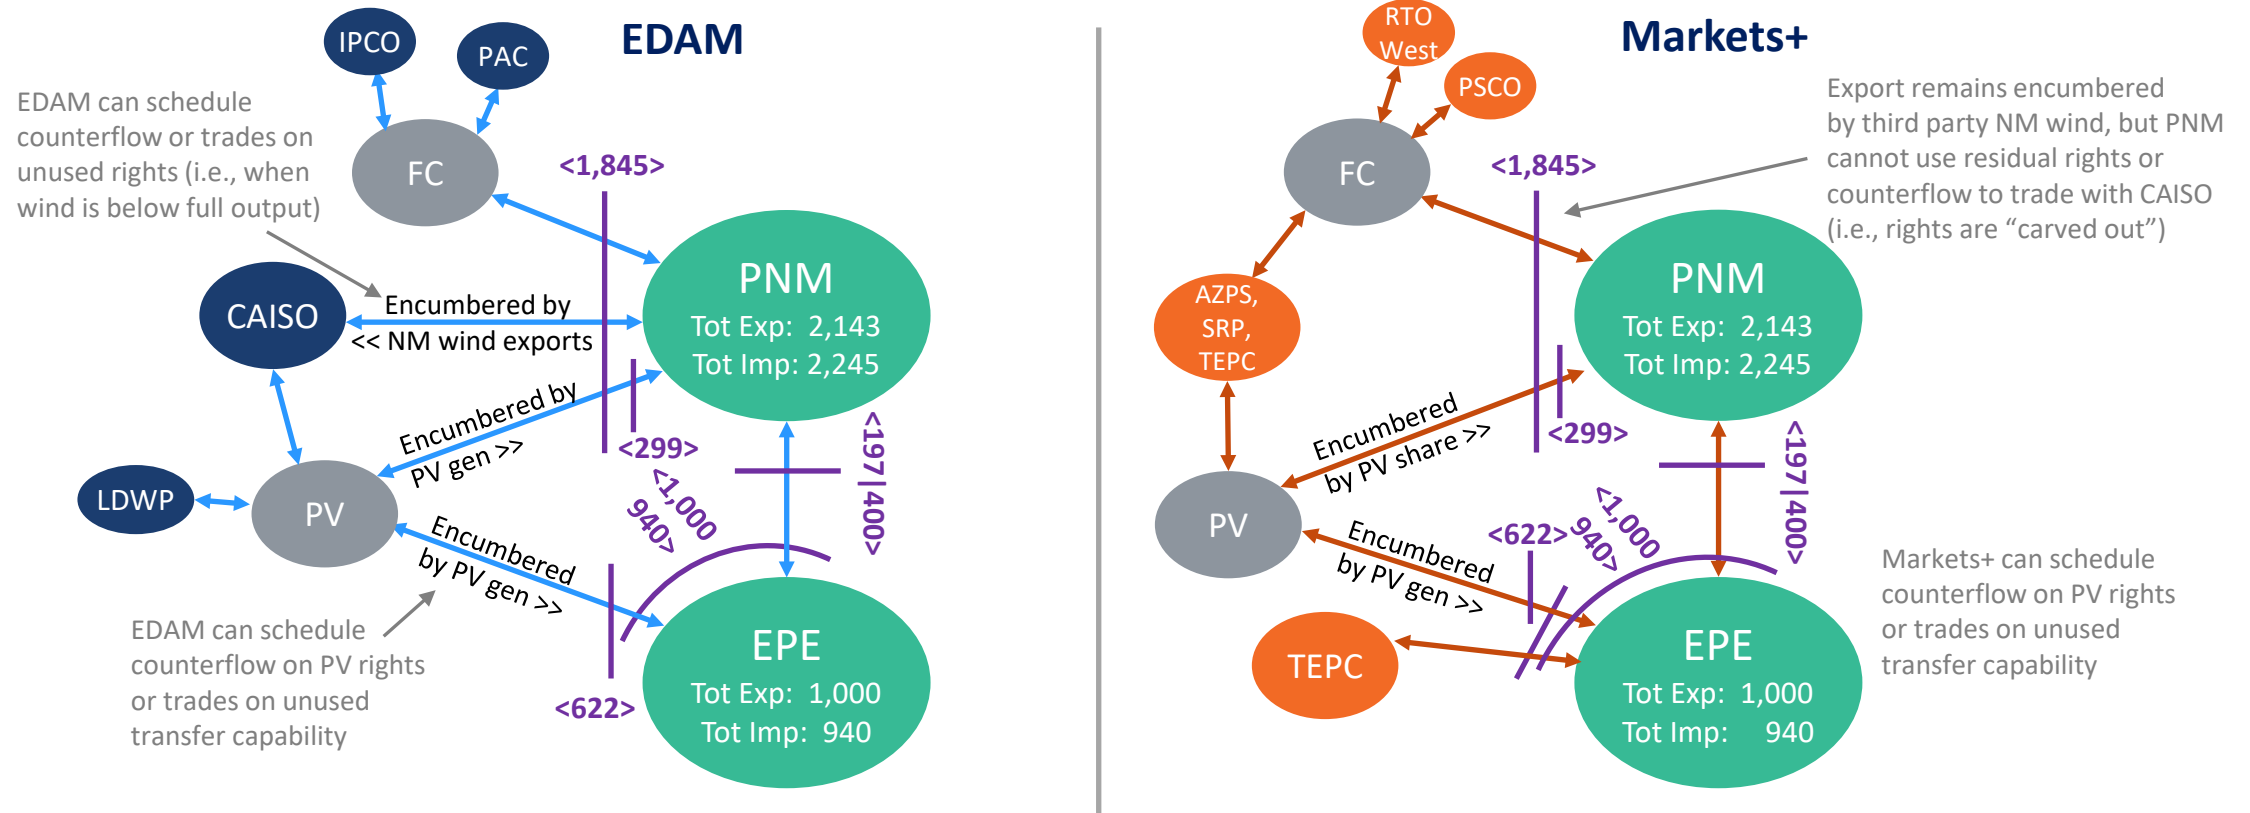 EDAM
IPCO
PAC
EDAM can schedule
counterflow or trades on
unused rights (i.e., when
wind is below full output)
FC
<1,845>
CAISO
Encumbered by
<< NM wind exports
PNM
Tot Exp: 2,143
Tot Imp: 2,245
Encumbered by
PV gen >>
<299>
<197|400>
<1,000
940>
LDWP
PV
Encumbered
by PV gen >>
<622>
EDAM can schedule
counterflow on PV rights
or trades on unused
transfer capability
EPE
Tot Exp: 1,000
Tot Imp: 940
Markets+
RTO
West
PSCO
Export remains encumbered
by third party NM wind, but PNM
cannot use residual rights or
counterflow to trade with CAISO
(i.e., rights are “carved out”)
FC
<1,845>
AZPS,
SRP,
TEPC
PNM
Tot Exp: 2,143
Tot Imp: 2,245
Encumbered
by PV share >>
<299>
<197|400>
<1,000
940>
PV
<622>
Encumbered
by PV gen >>
TEPC
EPE
Tot Exp: 1,000
Tot Imp: 940
Markets+ can schedule
counterflow on PV rights
or trades on unused
transfer capability